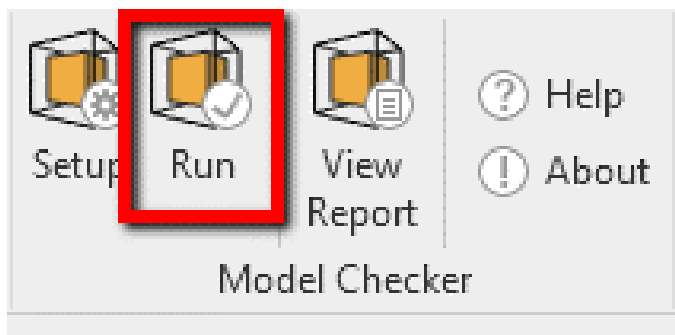 Setup
Run
View
Report
? Help
! About
Model Checker